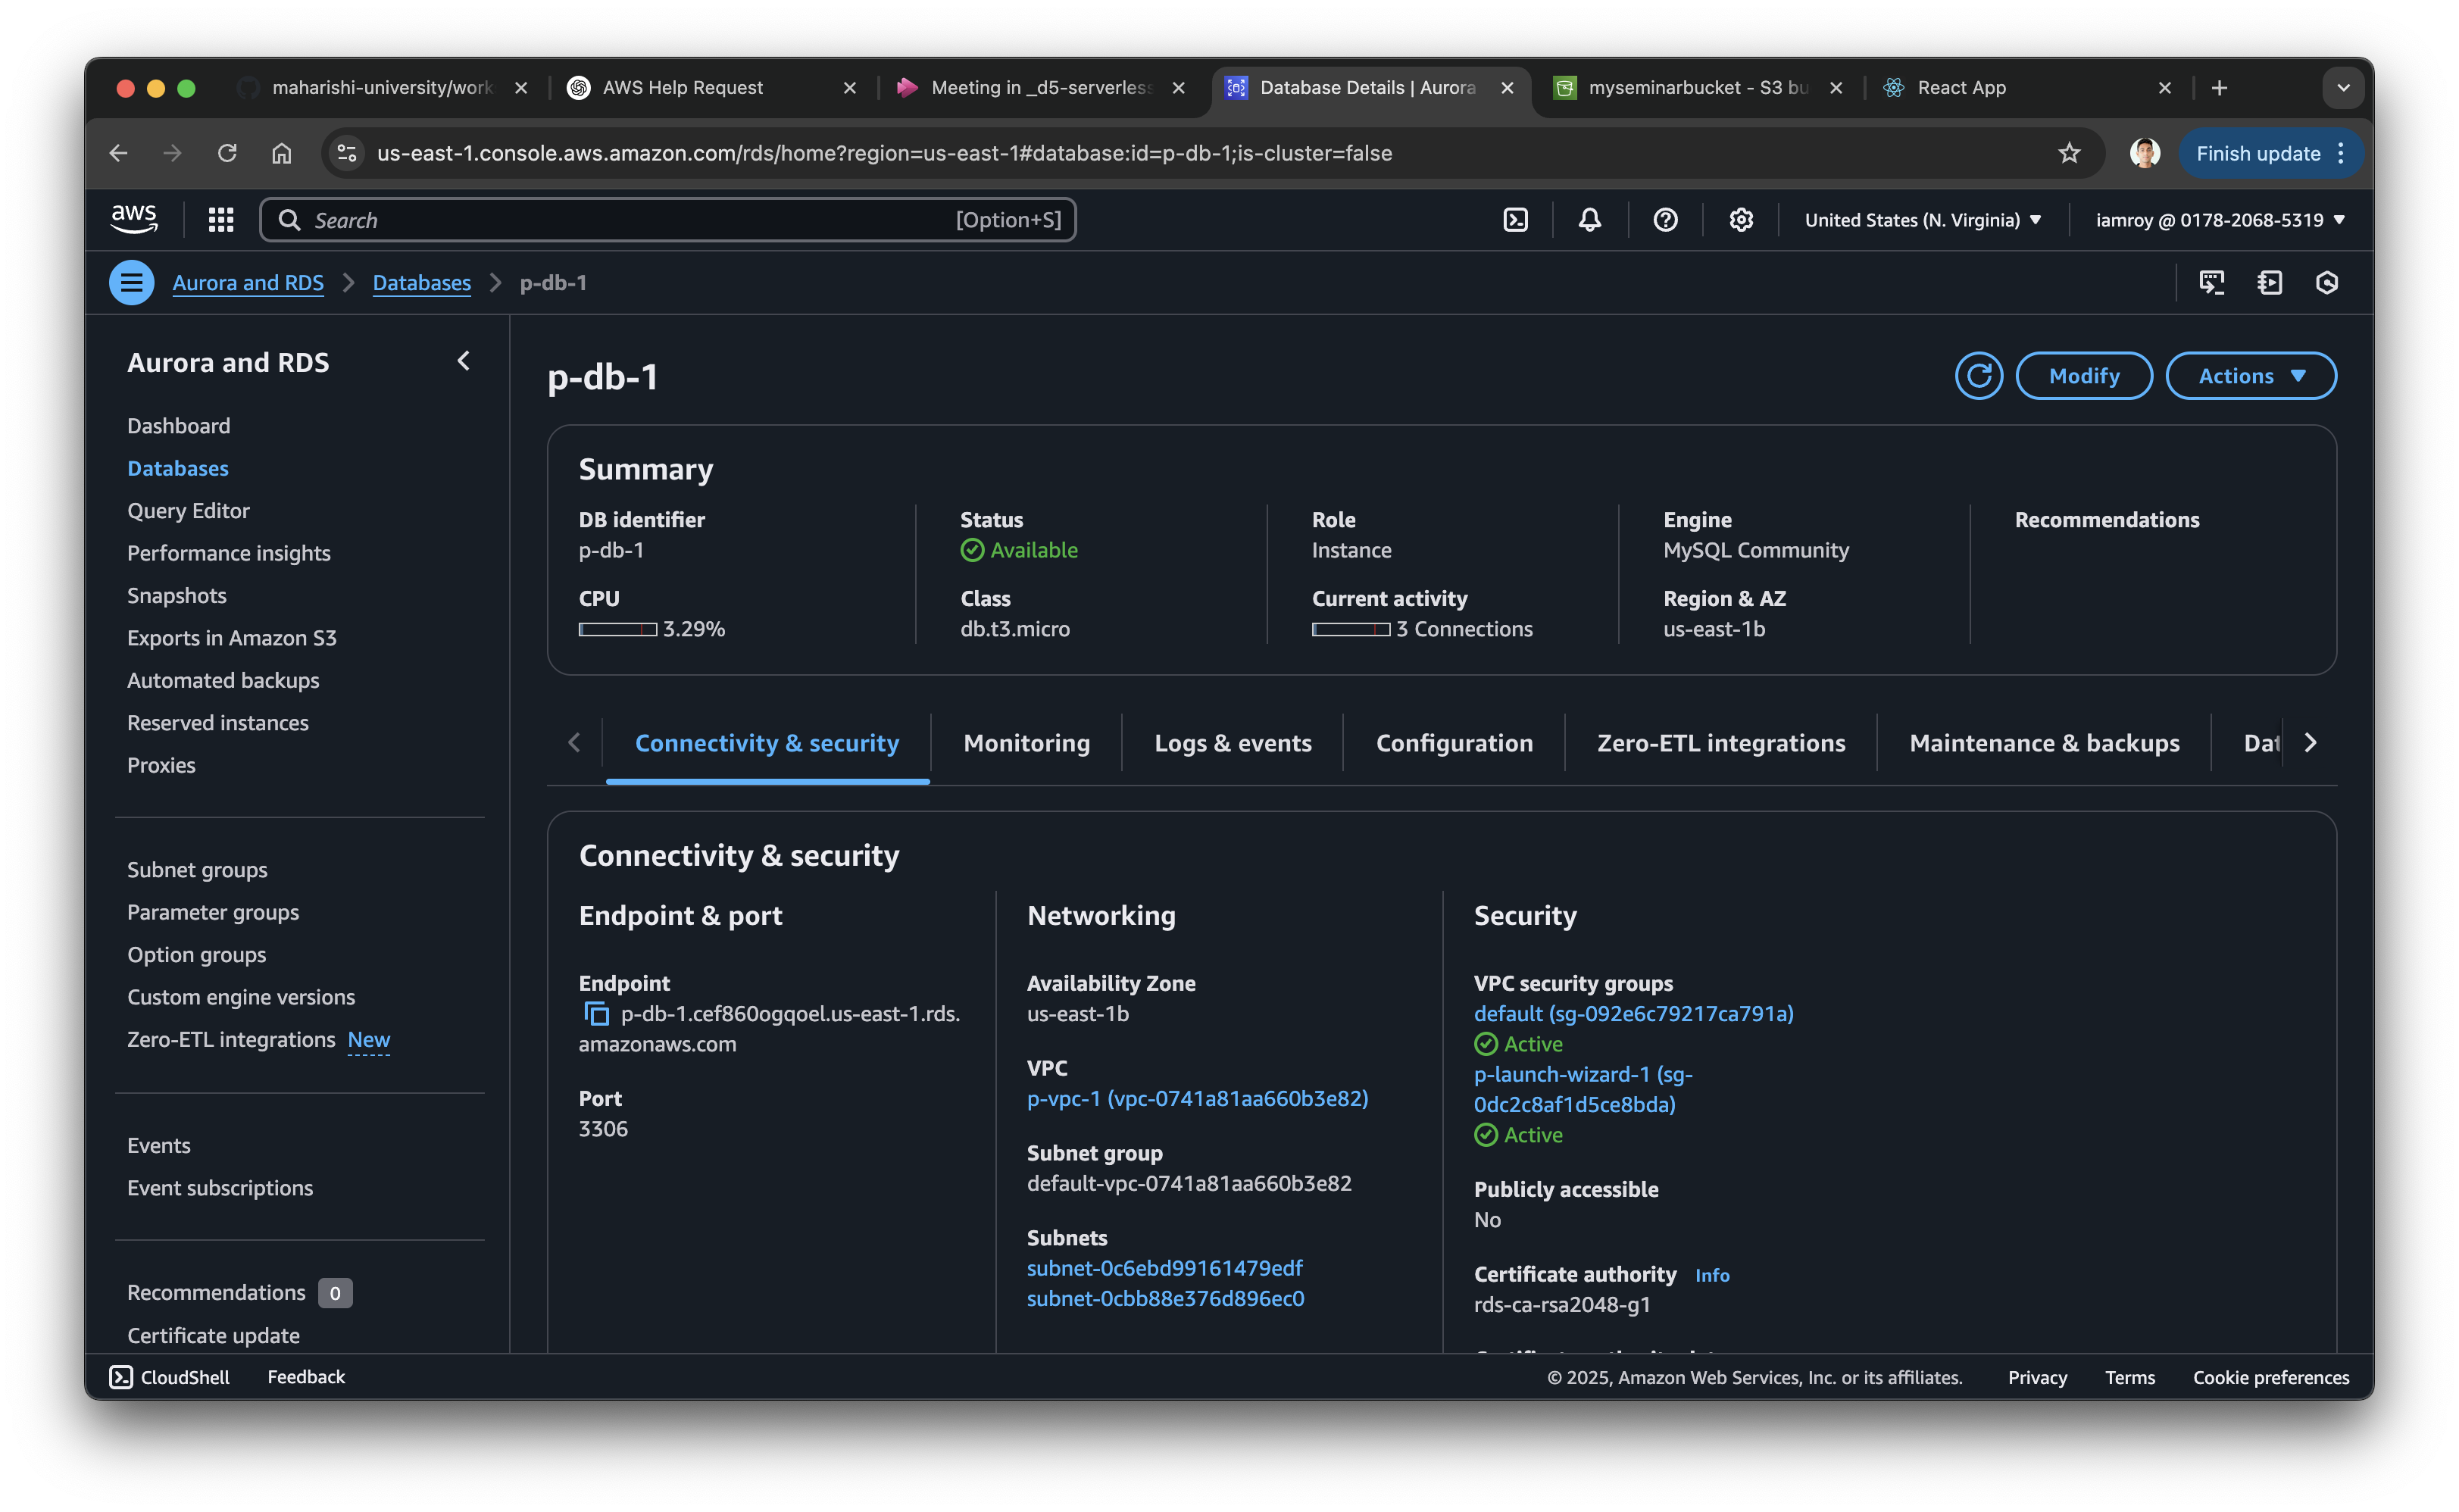 maharishi-university/work
AWS Help Request
Meeting in _d5-serverless
Database Details | Aurora
myseminarbucket - S3 bu
React App
us-east-1.console.aws.amazon.com/rds/home?region=us-east-1#database:id=p-db-1;is-cluster=false
Finish update
aws
Search
[Option+S]
United States (N. Virginia)
iamroy @ 0178-2068-5319
Aurora and RDS
Databases
p-db-1
Aurora and RDS
Dashboard
Databases
Query Editor
Performance insights
Snapshots
Exports in Amazon S3
Automated backups
Reserved instances
Proxies
Subnet groups
Parameter groups
Option groups
Custom engine versions
Zero-ETL integrations New
Events
Event subscriptions
Recommendations 0
Certificate update
p-db-1
Modify
Actions
Summary
DB identifier
p-db-1
Status
Available
Role
Instance
Engine
MySQL Community
Recommendations
CPU
3.29%
Class
db.t3.micro
Current activity
3 Connections
Region & AZ
us-east-1b
Connectivity & security
Monitoring
Logs & events
Configuration
Zero-ETL integrations
Maintenance & backups
Dat
Connectivity & security
Endpoint & port
Endpoint
p-db-1.cef860ogqoel.us-east-1.rds.
amazonaws.com
Port
3306
Networking
Availability Zone
us-east-1b
VPC
p-vpc-1 (vpc-0741a81aa660b3e82)
Subnet group
default-vpc-0741a81aa660b3e82
Subnets
subnet-0c6ebd99161479edf
subnet-0cbb88e376d896ec0
Security
VPC security groups
default (sg-092e6c79217ca791a)
Active
p-launch-wizard-1 (sg-
0dc2c8af1d5ce8bda)
Active
Publicly accessible
No
Certificate authority Info
rds-ca-rsa2048-g1
CloudShell
Feedback
© 2025, Amazon Web Services, Inc. or its affiliates.
Privacy
Terms
Cookie preferences